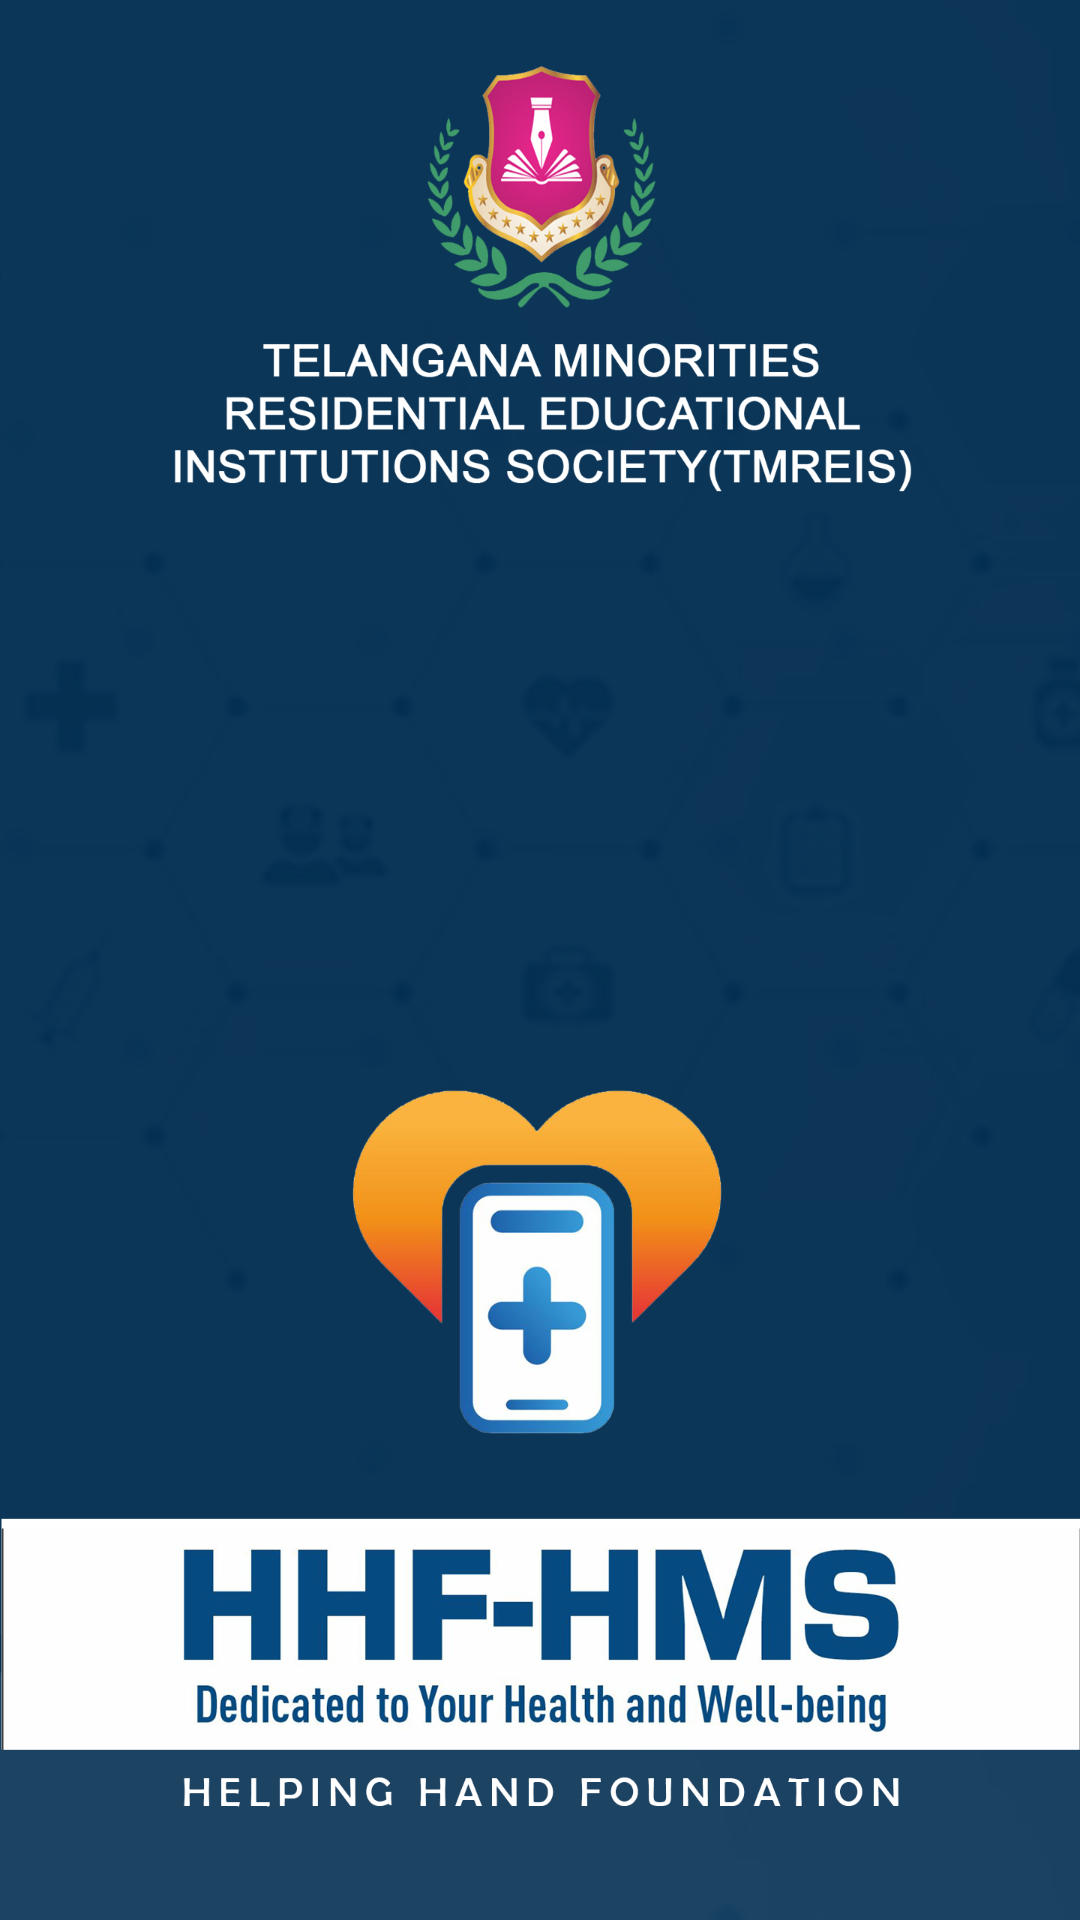 TELANGANA MINORITIES
RESIDENTIAL EDUCATIONAL
INSTITUTIONS SOCIETY(TMREIS)
HHF-HMS
Dedicated to Your Health and Well-being
HELPING HAND FOUNDATION